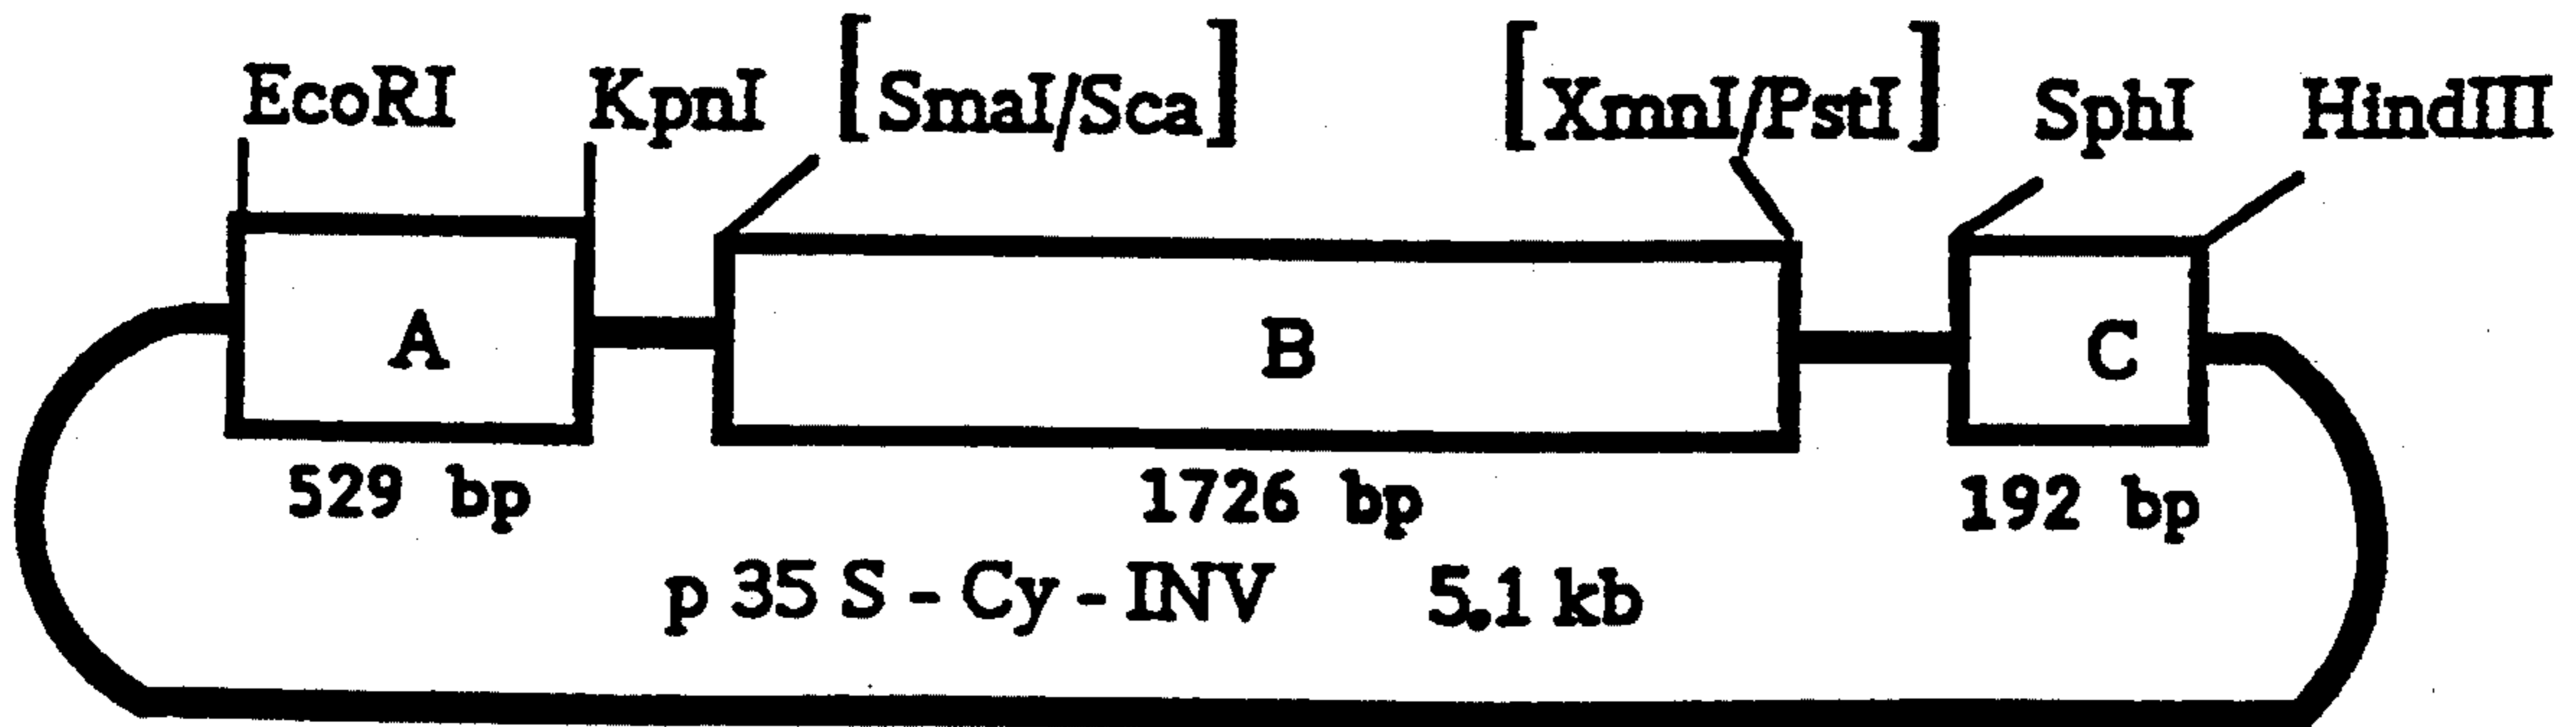 EcoRI KpnI [SmaI/Sca] [XmnI/PstI] SphI HindIII
A B C
529 bp 1726 bp 192 bp
p 35 S - Cy - INV 5.1 kb